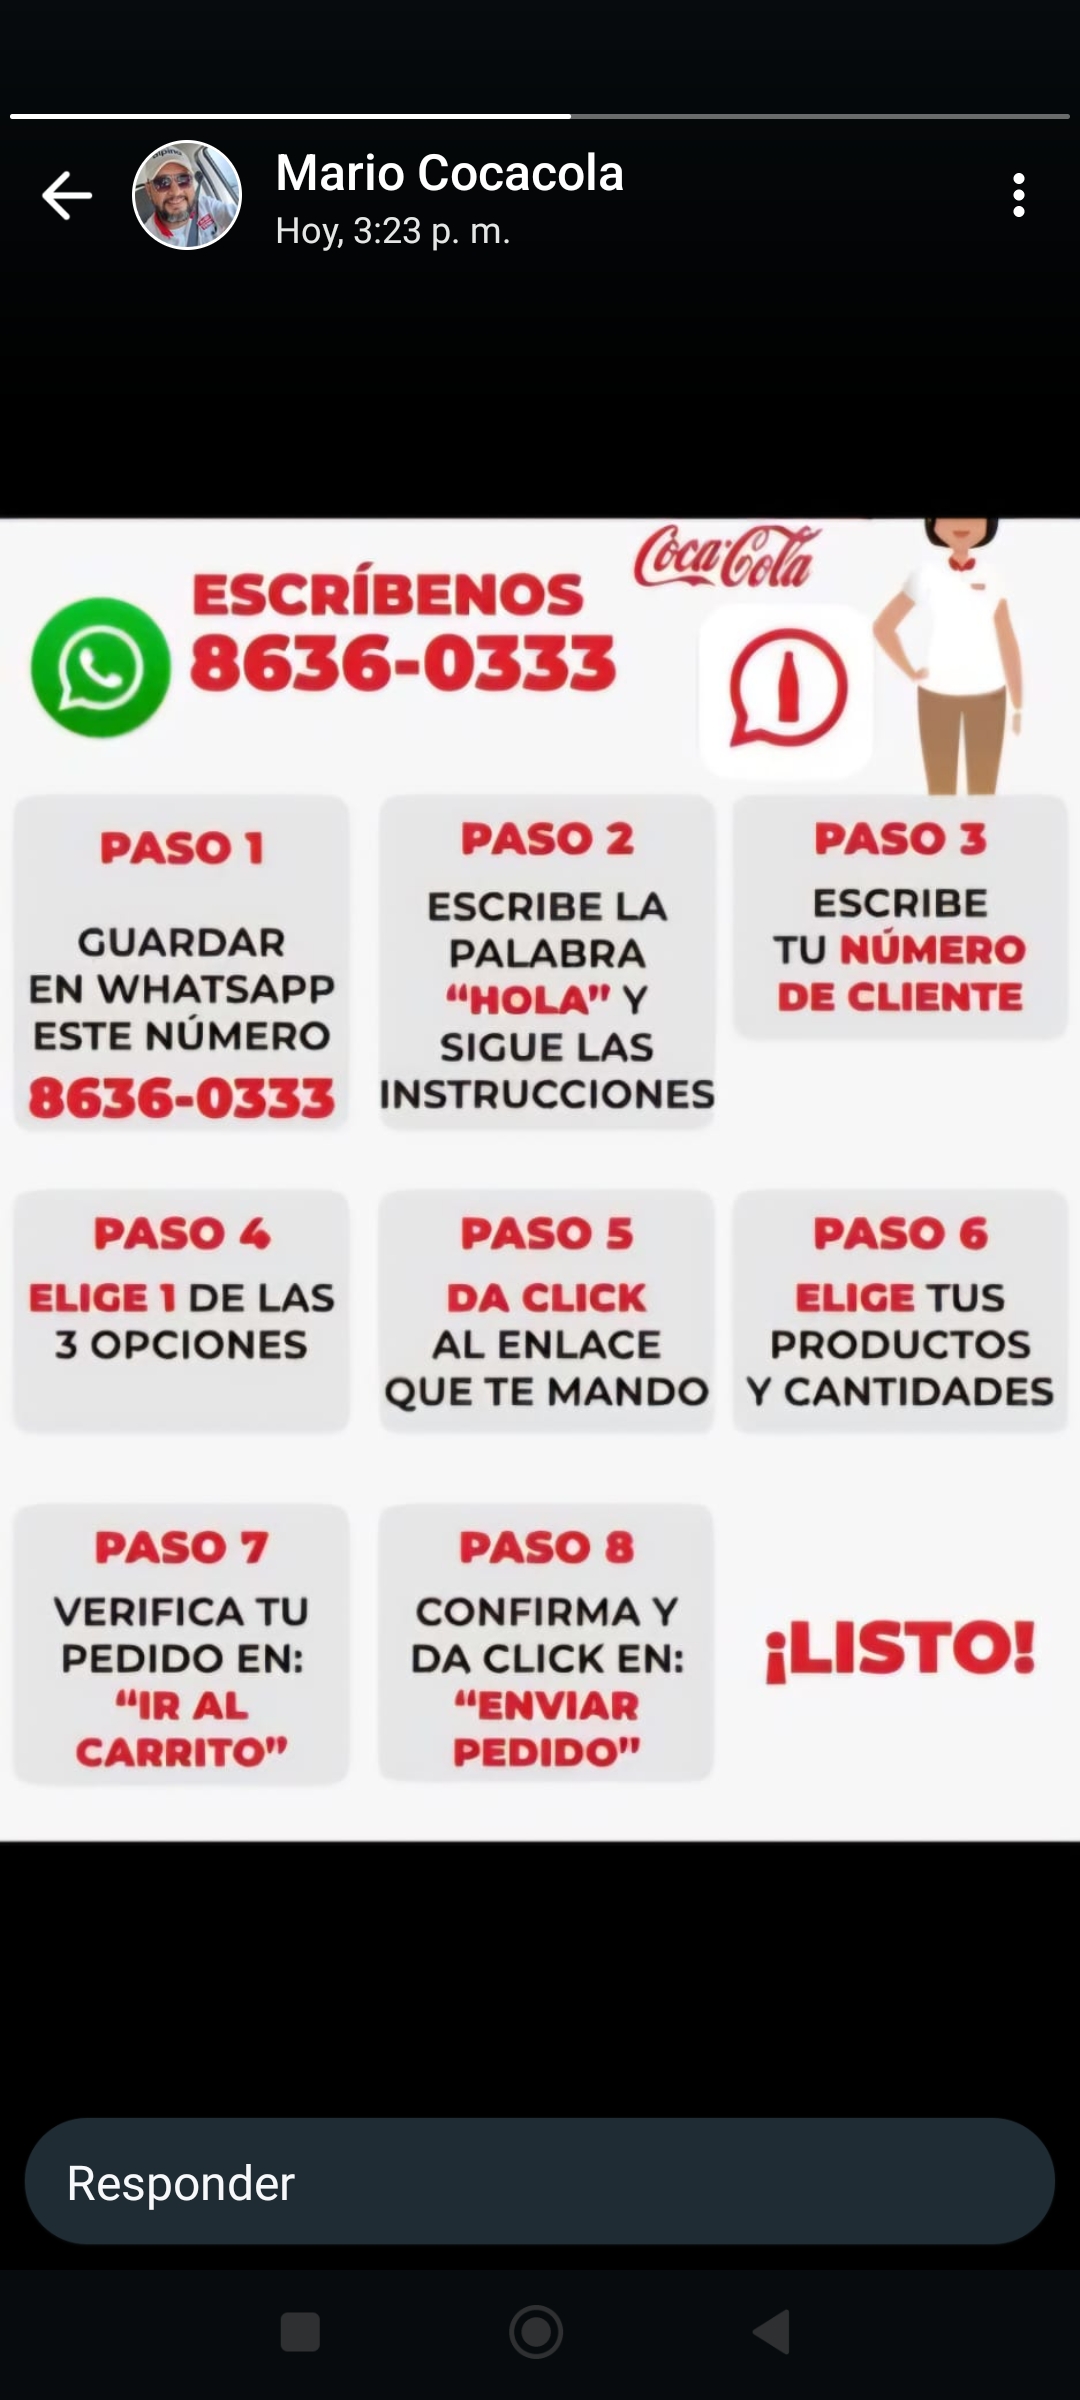 Mario Cocacola
Hoy, 3:23 p. m.
Coca-Cola
ESCRÍBENOS
8636-0333
PASO 1
GUARDAR
EN WHATSAPP
ESTE NÚMERO
8636-0333
PASO 2
ESCRIBE LA
PALABRA
“HOLA” Y
SIGUE LAS
INSTRUCCIONES
PASO 3
ESCRIBE
TU NÚMERO
DE CLIENTE
PASO 4
ELIGE 1 DE LAS
3 OPCIONES
PASO 5
DA CLICK
AL ENLACE
QUE TE MANDO
PASO 6
ELIGE TUS
PRODUCTOS
Y CANTIDADES
PASO 7
VERIFICA TU
PEDIDO EN:
“IR AL
CARRITO”
PASO 8
CONFIRMA Y
DA CLICK EN:
“ENVIAR
PEDIDO”
¡LISTO!
Responder